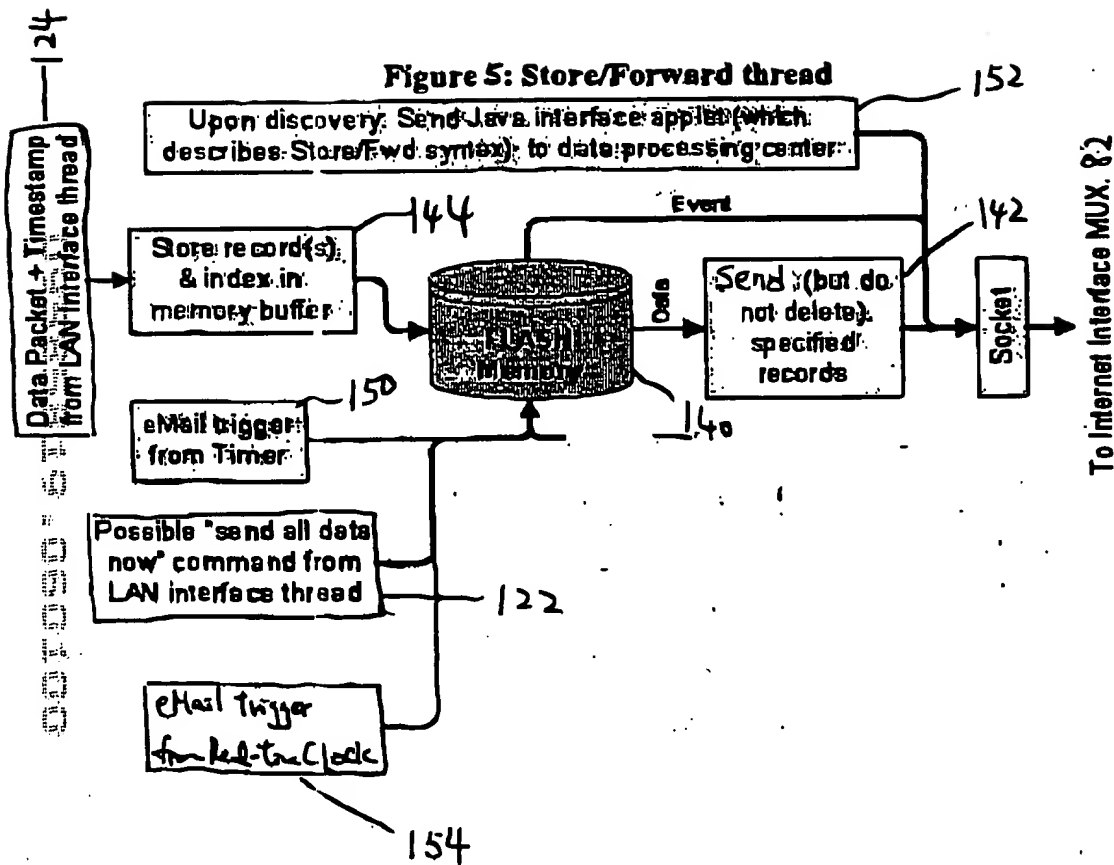 124
Figure 5: Store/Forward thread
152
Upon discovery: Send Java interface applet (which
describes Store/Fwd syntax) to data processing center
Data Packet + Timestamp
from LAN interface thread
144
Store record(s)
& index in
memory buffer
Event
142
FLASH
Memory
Data
Send (but do
not delete)
specified
records
Socket
To Internet Interface MUX. 82
150
eMail trigger
from Timer
140
Possible "send all data
now" command from
LAN interface thread
122
eMail Trigger
from Real-Time Clock
154